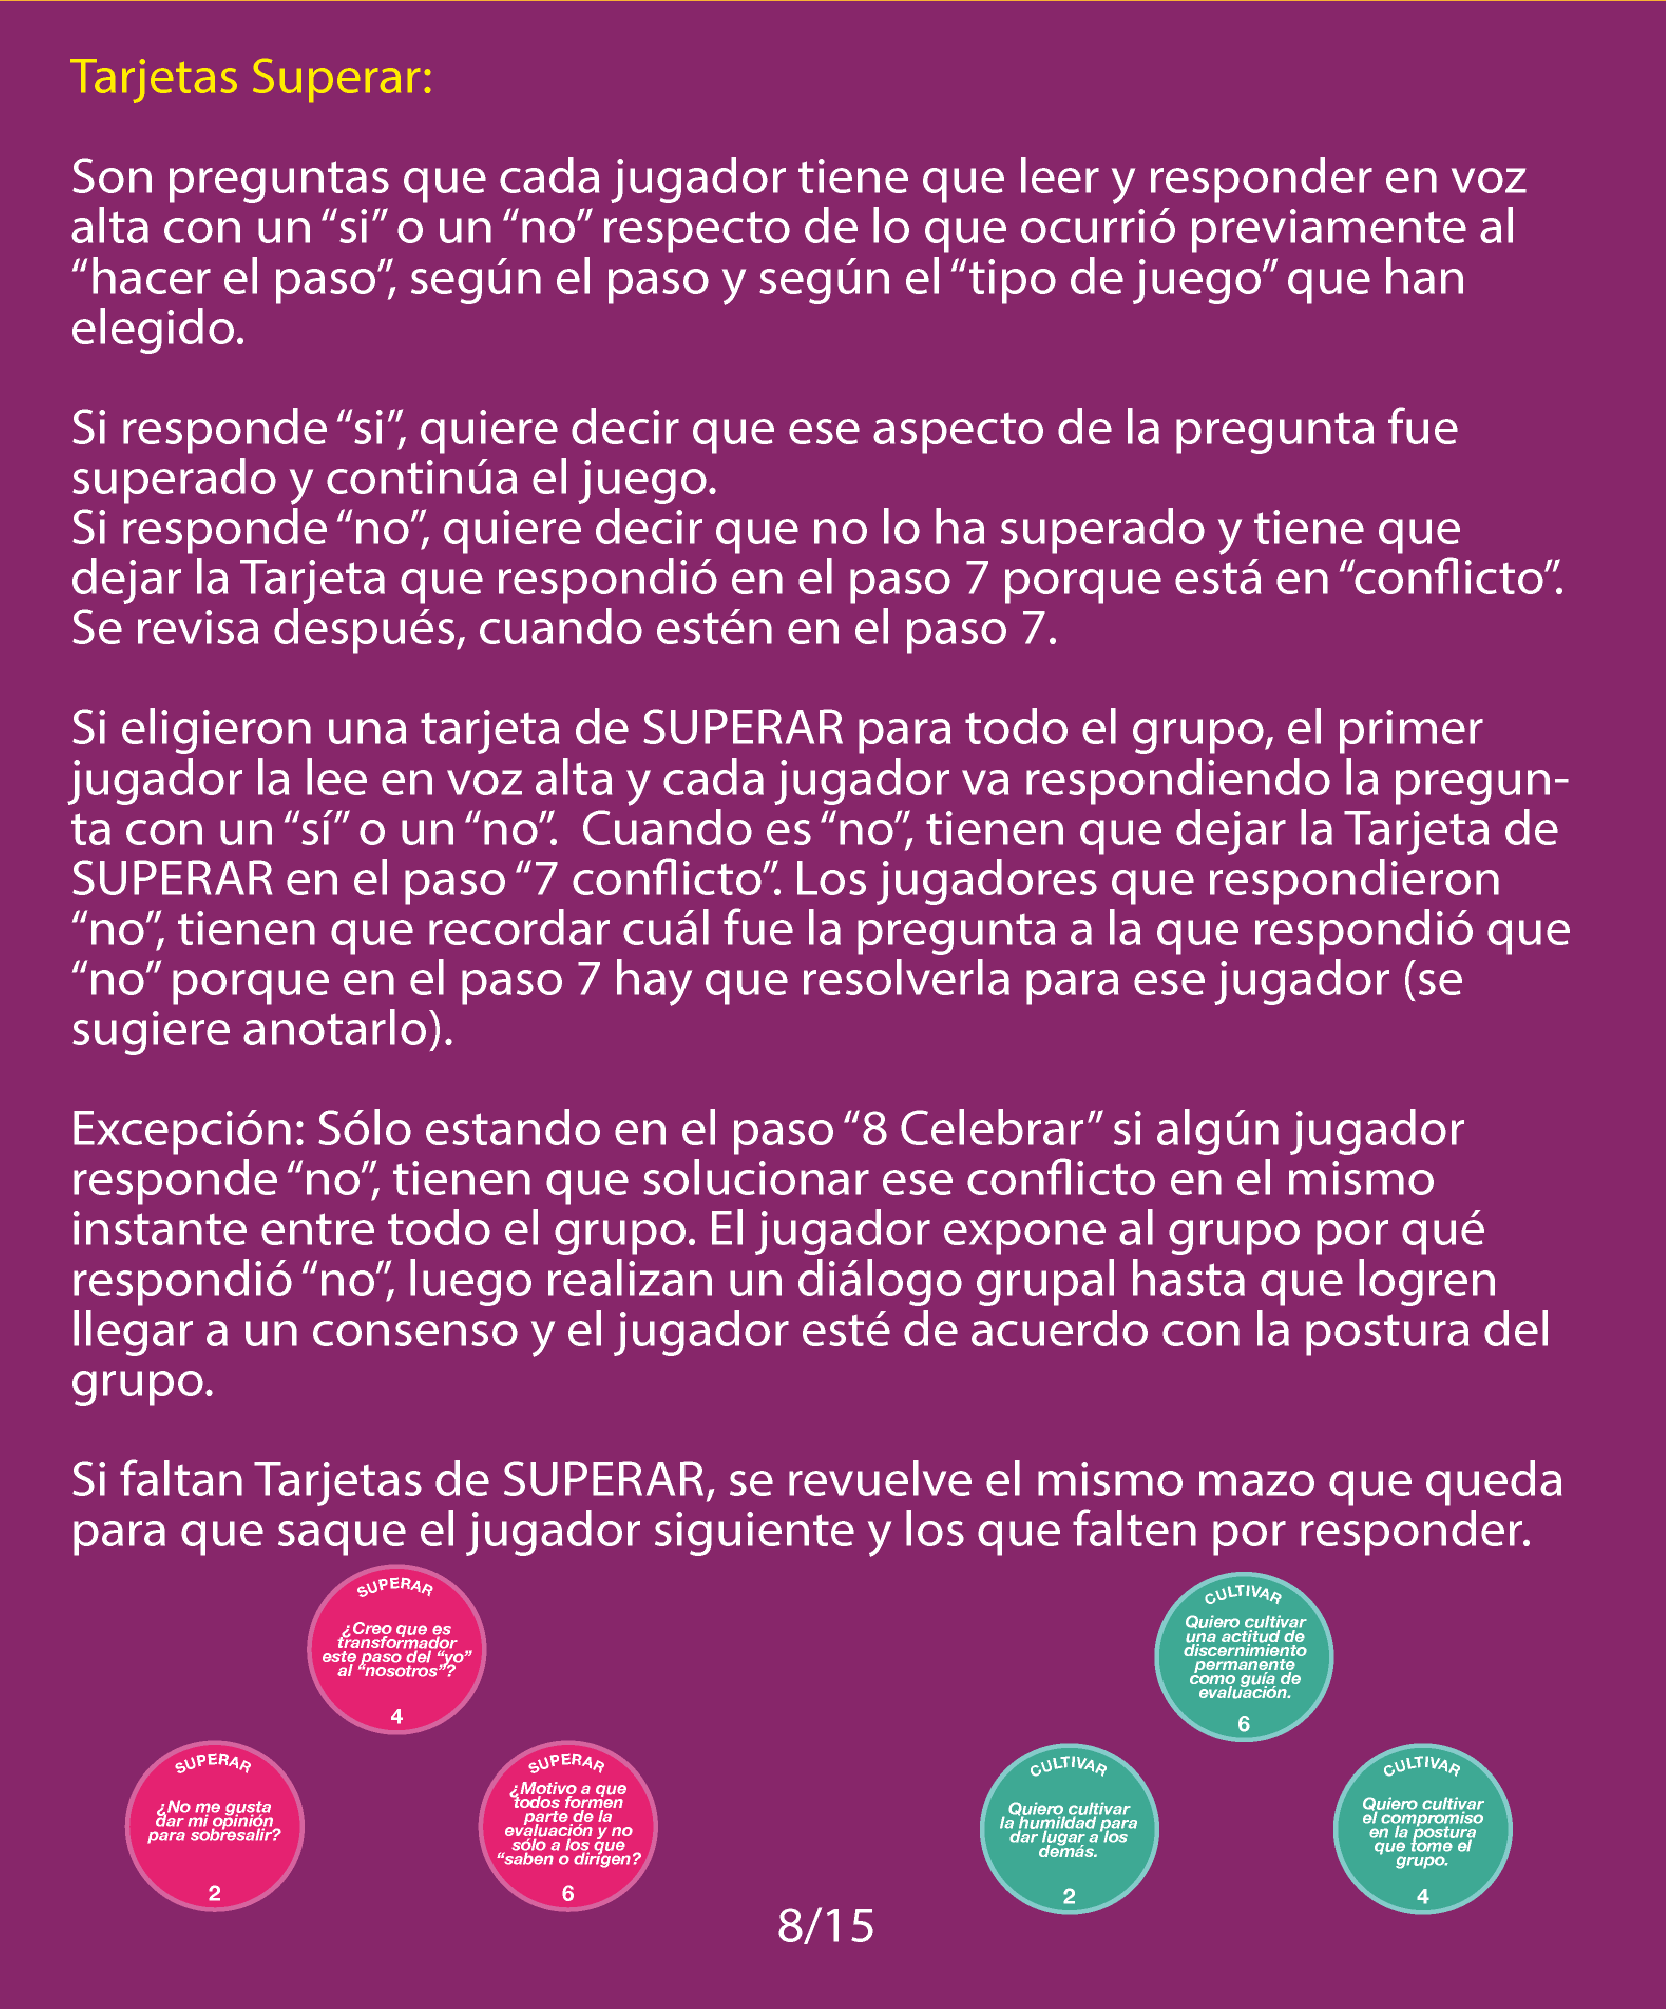 Tarjetas Superar:
Son preguntas que cada jugador tiene que leer y responder en voz
alta con un “si” o un “no” respecto de lo que ocurrió previamente al
“hacer el paso”, según el paso y según el “tipo de juego” que han
elegido.
Si responde “si”, quiere decir que ese aspecto de la pregunta fue
superado y continúa el juego.
Si responde “no”, quiere decir que no lo ha superado y tiene que
dejar la Tarjeta que respondió en el paso 7 porque está en “conflicto”.
Se revisa después, cuando estén en el paso 7.
Si eligieron una tarjeta de SUPERAR para todo el grupo, el primer
jugador la lee en voz alta y cada jugador va respondiendo la pregun-
ta con un “sí” o un “no”.  Cuando es “no”, tienen que dejar la Tarjeta de
SUPERAR en el paso “7 conflicto”. Los jugadores que respondieron
“no”, tienen que recordar cuál fue la pregunta a la que respondió que
“no” porque en el paso 7 hay que resolverla para ese jugador (se
sugiere anotarlo).
Excepción: Sólo estando en el paso “8 Celebrar” si algún jugador
responde “no”, tienen que solucionar ese conflicto en el mismo
instante entre todo el grupo. El jugador expone al grupo por qué
respondió “no”, luego realizan un diálogo grupal hasta que logren
llegar a un consenso y el jugador esté de acuerdo con la postura del
grupo.
Si faltan Tarjetas de SUPERAR, se revuelve el mismo mazo que queda
para que saque el jugador siguiente y los que falten por responder.
SUPERAR
¿Creo que es
transformador
este paso del “yo”
al “nosotros”?
4
SUPERAR
¿No me gusta
dar mi opinión
para sobresalir?
2
SUPERAR
¿Motivo a que
todos formen
parte de la
evaluación y no
sólo a los que
“saben o dirigen?
6
CULTIVAR
Quiero cultivar
una actitud de
discernimiento
permanente
como guía de
evaluación.
6
CULTIVAR
Quiero cultivar
la humildad para
dar lugar a los
demás.
2
CULTIVAR
Quiero cultivar
el compromiso
en la postura
que tome el
grupo.
4
8/15